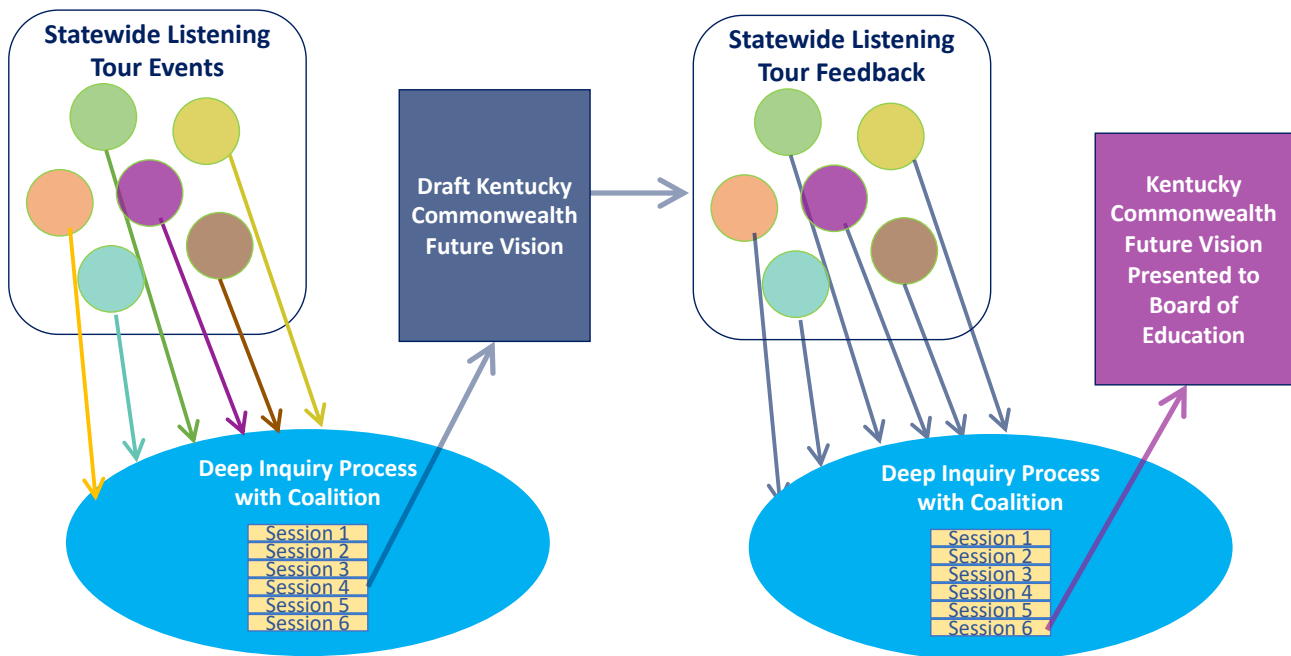 Statewide Listening
Tour Events
Draft Kentucky
Commonwealth
Future Vision
Deep Inquiry Process
with Coalition
Session 1
Session 2
Session 3
Session 4
Session 5
Session 6
Statewide Listening
Tour Feedback
Kentucky
Commonwealth
Future Vision
Presented to
Board of
Education
Deep Inquiry Process
with Coalition
Session 1
Session 2
Session 3
Session 4
Session 5
Session 6